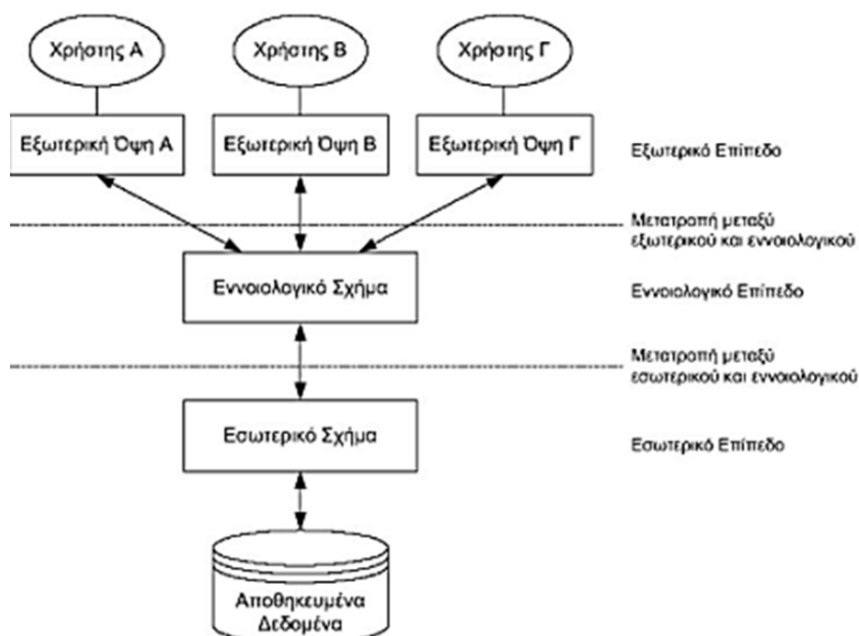 Χρήστης Α
Χρήστης Β
Χρήστης Γ
Εξωτερική Όψη Α
Εξωτερική Όψη Β
Εξωτερική Όψη Γ
Εξωτερικό Επίπεδο
Μετατροπή μεταξύ
εξωτερικού και εννοιολογικού
Εννοιολογικό Σχήμα
Εννοιολογικό Επίπεδο
Μετατροπή μεταξύ
εσωτερικού και εννοιολογικού
Εσωτερικό Σχήμα
Εσωτερικό Επίπεδο
Αποθηκευμένα
Δεδομένα